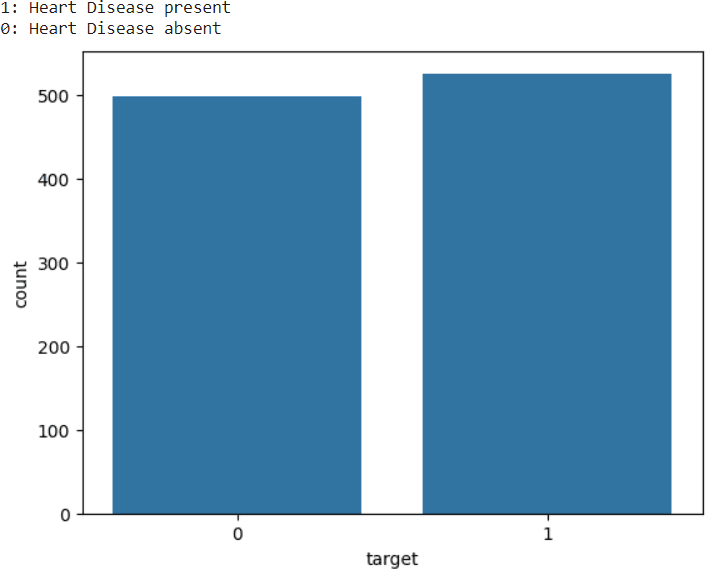 1: Heart Disease present
0: Heart Disease absent
500
400
300
200
100
0
count
0 1
target